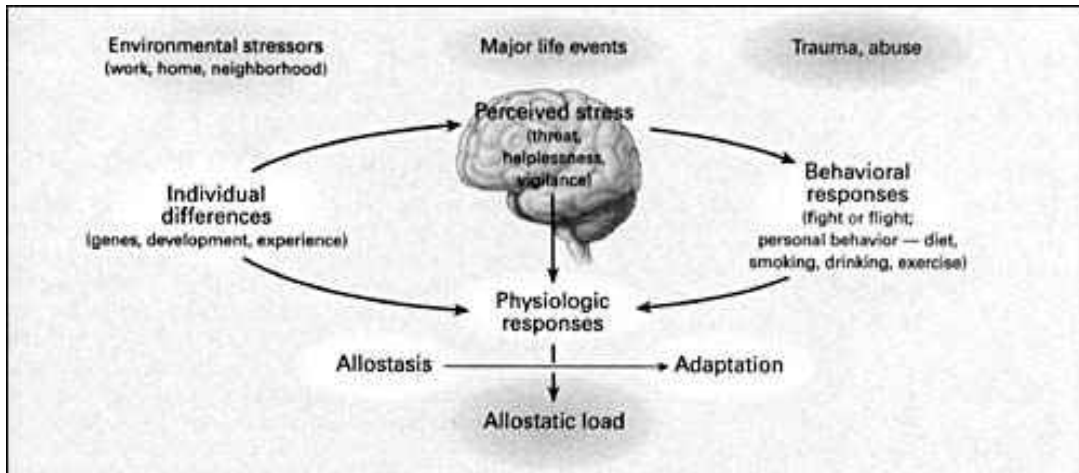 Environmental stressors
(work, home, neighborhood)
Major life events
Trauma, abuse
Perceived stress
(threat,
helplessness,
vigilance)
Individual
differences
(genes, development, experience)
Behavioral
responses
(fight or flight;
personal behavior — diet,
smoking, drinking, exercise)
Physiologic
responses
Allostasis
Adaptation
Allostatic load